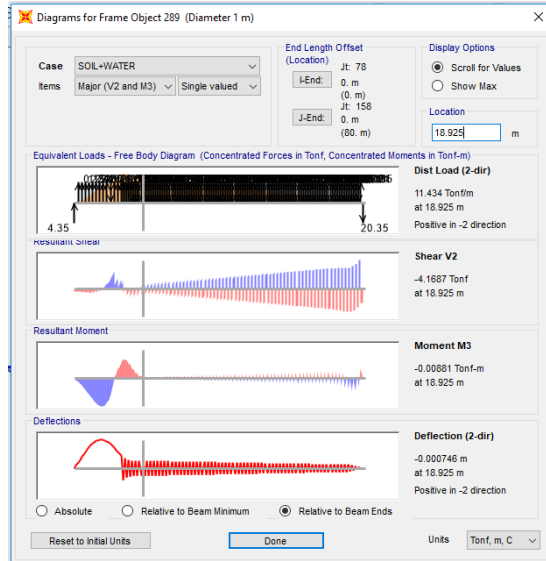 Diagrams for Frame Object 289 (Diameter 1 m)
Case
SOIL+WATER
Items
Major (V2 and M3)
Single valued
End Length Offset
(Location)
I-End:
Jt: 78
0. m
(0. m)
J-End:
Jt: 158
0. m
(80. m)
Display Options
Scroll for Values
Show Max
Location
18.925
m
Equivalent Loads - Free Body Diagram (Concentrated Forces in Tonf, Concentrated Moments in Tonf-m)
4.35
20.35
Dist Load (2-dir)
11.434 Tonf/m
at 18.925 m
Positive in -2 direction
Resultant Shear
Shear V2
-4.1687 Tonf
at 18.925 m
Resultant Moment
Moment M3
-0.00881 Tonf-m
at 18.925 m
Deflections
Deflection (2-dir)
-0.000746 m
at 18.925 m
Positive in -2 direction
Absolute
Relative to Beam Minimum
Relative to Beam Ends
Reset to Initial Units
Done
Units
Tonf, m, C